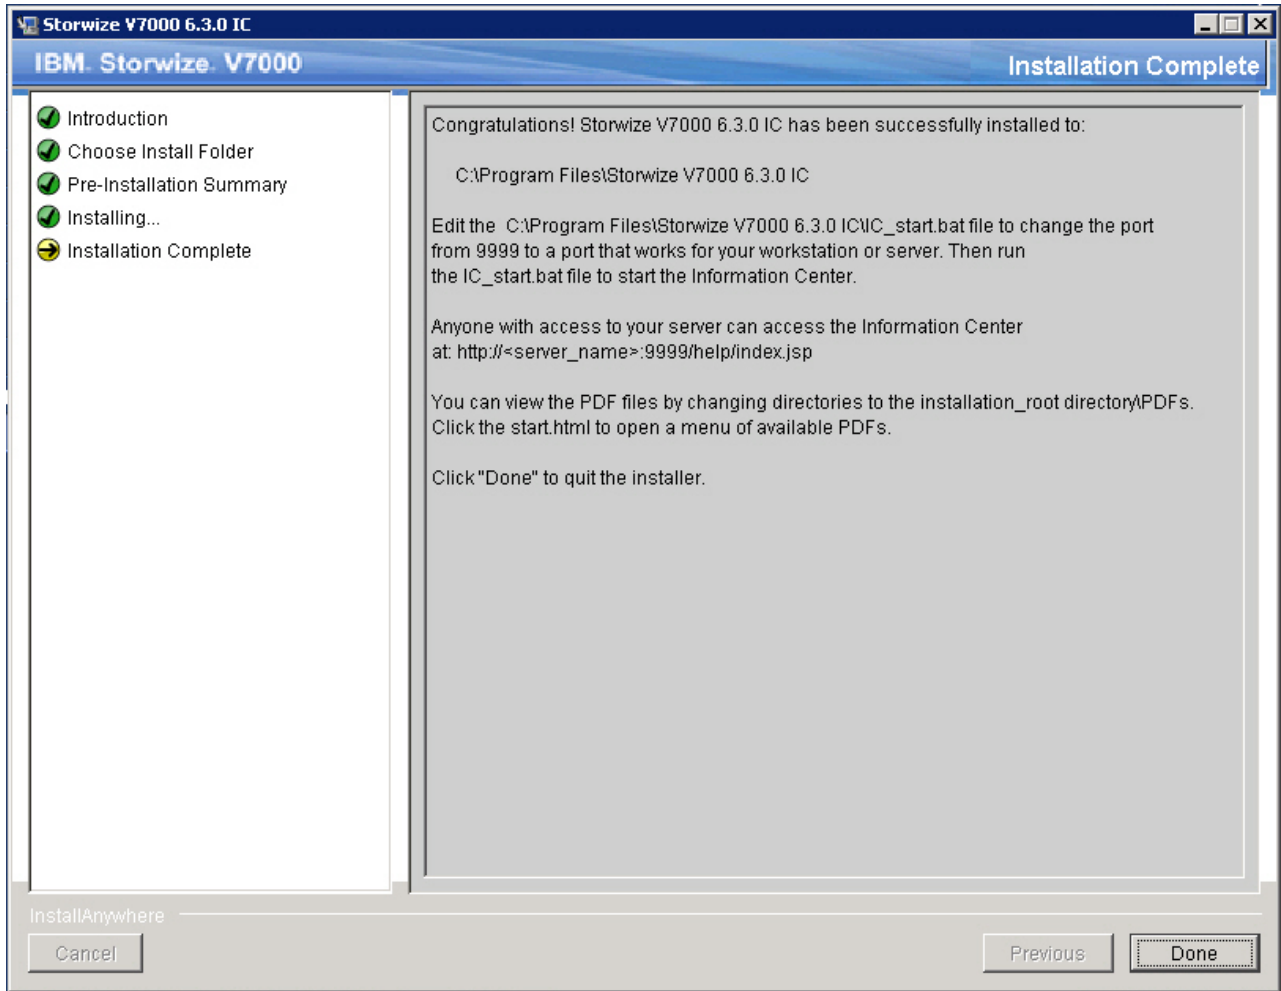 Storwize V7000 6.3.0 IC
IBM. Storwize. V7000
Installation Complete
Introduction
Choose Install Folder
Pre-Installation Summary
Installing...
Installation Complete
Congratulations! Storwize V7000 6.3.0 IC has been successfully installed to:
C:\Program Files\Storwize V7000 6.3.0 IC
Edit the  C:\Program Files\Storwize V7000 6.3.0 IC\IC_start.bat file to change the port
from 9999 to a port that works for your workstation or server. Then run
the IC_start.bat file to start the Information Center.
Anyone with access to your server can access the Information Center
at: http://<server_name>:9999/help/index.jsp
You can view the PDF files by changing directories to the installation_root directory\PDFs.
Click the start.html to open a menu of available PDFs.
Click "Done" to quit the installer.
InstallAnywhere
Cancel
Previous
Done